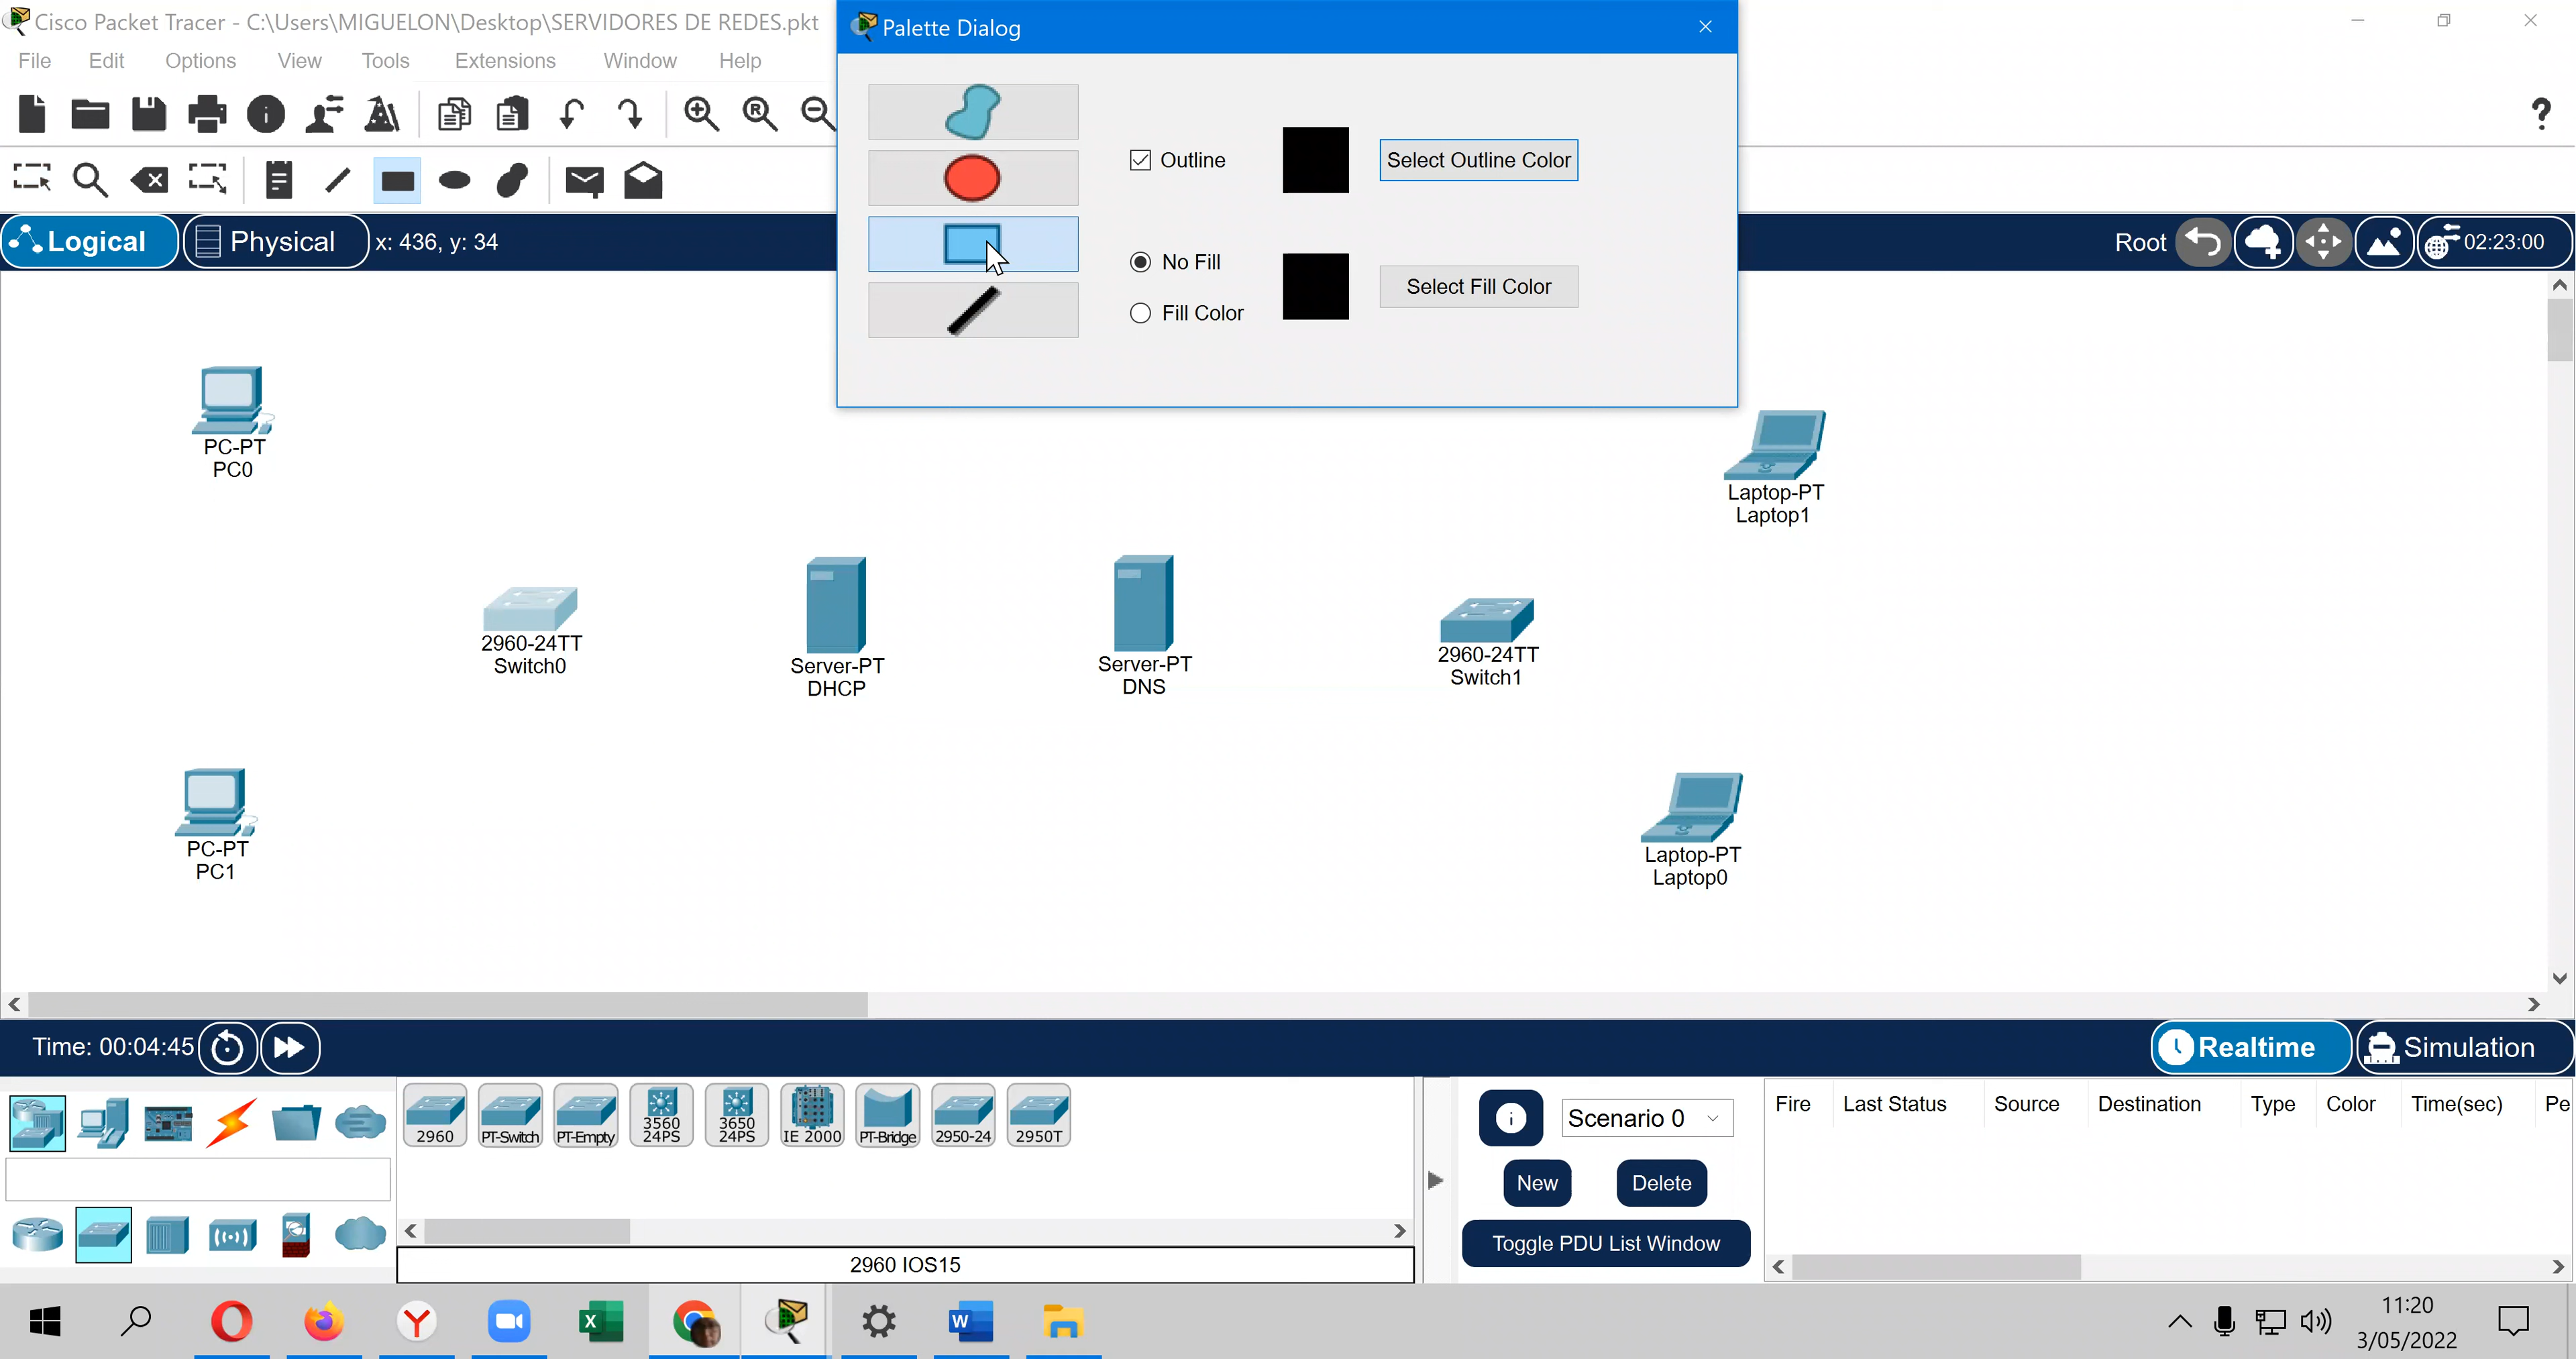 Cisco Packet Tracer - C:\Users\MIGUELON\Desktop\SERVIDORES DE REDES.pkt
Palette Dialog
File Edit Options View Tools Extensions Window Help
Outline
Select Outline Color
No Fill
Select Fill Color
Fill Color
Logical
Physical
x: 436, y: 34
Root
02:23:00
PC-PT
PC0
Laptop-PT
Laptop1
2960-24TT
Switch0
Server-PT
DHCP
Server-PT
DNS
2960-24TT
Switch1
PC-PT
PC1
Laptop-PT
Laptop0
Time: 00:04:45
Realtime
Simulation
2960
PT-Switch
PT-Empty
3560
24PS
3650
24PS
IE 2000
PT-Bridge
2950-24
2950T
2960 IOS15
Scenario 0
New
Delete
Toggle PDU List Window
Fire Last Status Source Destination Type Color Time(sec) Pe
11:20
3/05/2022